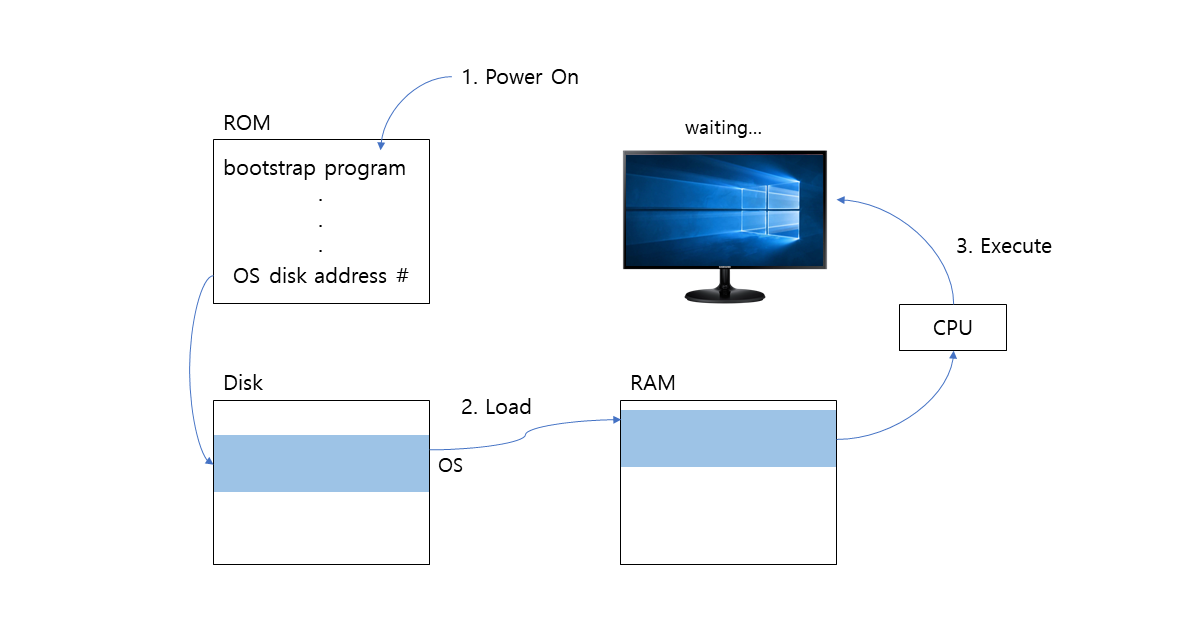 1. Power On
ROM
bootstrap program
.
.
.
OS disk address #
waiting...
3. Execute
CPU
Disk
2. Load
OS
RAM